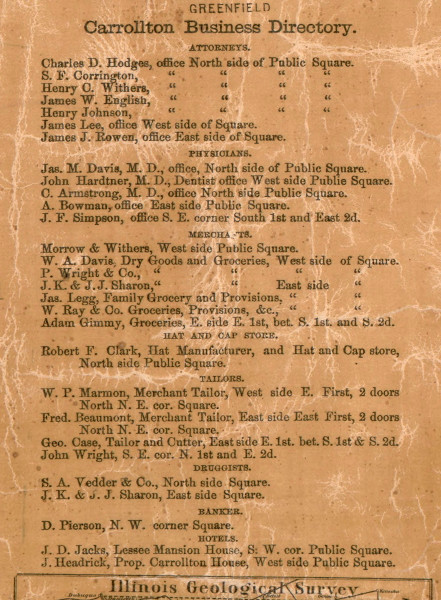 GREENFIELD
Carrollton Business Directory.
ATTORNEYS.
Charles D. Hodges, office North side of Public Square.
S. F. Corrington, “ “ “ “
Henry C. Withers, “ “ “ “
James W. English, “ “ “ “
Henry Johnson, “ “ “ “
James Lee, office West side of Square.
James J. Rowen, office East side of Square.
PHYSICIANS.
Jas. M. Davis, M. D., office, North side of Public Square.
John Hardtner, M. D., Dentist office West side Public Square.
C. Armstrong, M. D., office North side Public Square.
A. Bowman, office East side Public Square.
J. F. Simpson, office S. E. corner South 1st and East 2d.
MERCHA TS.
Morrow & Withers, West side Public Square.
W. A. Davis, Dry Goods and Groceries, West side of Square.
P. Wright & Co., “ “ “ “
J. K. & J. J. Sharon, “ “ East side “
Jas. Legg, Family Grocery and Provisions, “ “
W. Ray & Co. Groceries, Provisions, &c., “ “
Adam Gimmy, Groceries, E. side E. 1st, bet. S. 1st. and S. 2d.
HAT AND CAP STORE.
Robert F. Clark, Hat Manufacturer, and Hat and Cap store,
North side Public Square.
TAILORS.
W. P. Marmon, Merchant Tailor, West side E. First, 2 doors
North N. E. cor. Square.
Fred. Beaumont, Merchant Tailor, East side East First, 2 doors
North N. E. cor. Square.
Geo. Case, Tailor and Cutter, East side E. 1st. bet. S. 1st & S. 2d.
John Wright, S. E. cor. N. 1st and E. 2d.
DRUGGISTS.
S. A. Vedder & Co., North side Square.
J. K. & J. J. Sharon, East side Square.
BANKER.
D. Pierson, N. W. corner Square.
HOTELS.
J. D. Jacks, Lessee Mansion House, S. W. cor. Public Square.
J. Headrick, Prop. Carrollton House, West side Public Square.
Illinois Geological Survey